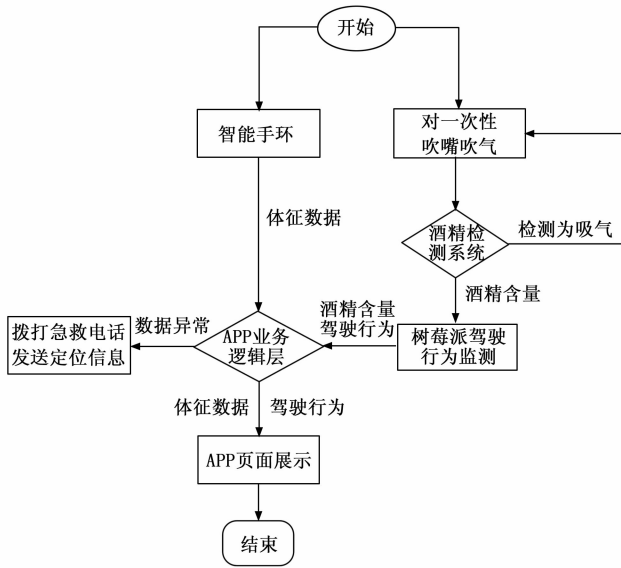 开始
智能手环
对一次性
吹嘴吹气
体征数据
酒精检
测系统
检测为吸气
酒精含量
酒精含量
驾驶行为
树莓派驾驶
行为监测
拨打急救电话
发送定位信息
数据异常
APP业务
逻辑层
体征数据
驾驶行为
APP页面展示
结束